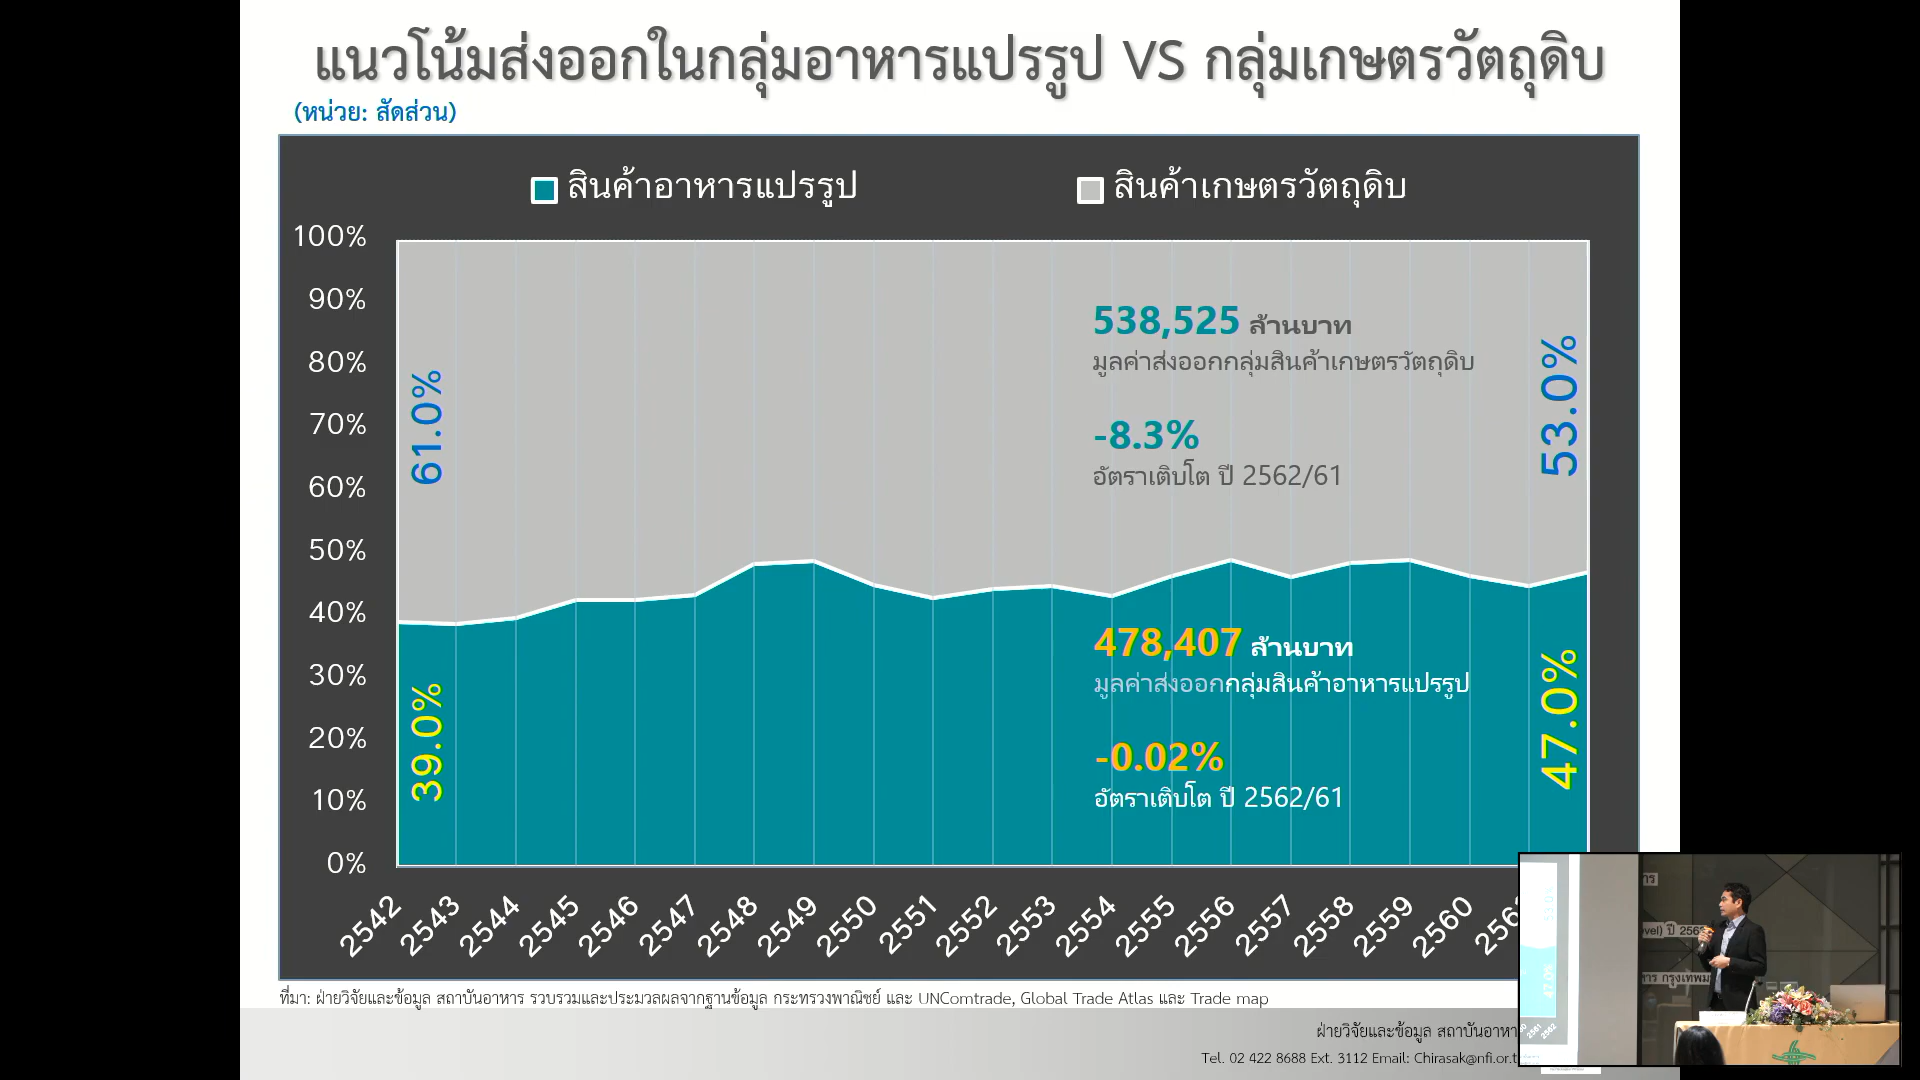 แนวโน้มส่งออกในกลุ่มอาหารแปรรูป VS กลุ่มเกษตรวัตถุดิบ
(หน่วย: สัดส่วน)
สินค้าอาหารแปรรูป
สินค้าเกษตรวัตถุดิบ
100%
90%
80%
70%
60%
50%
40%
30%
20%
10%
0%
61.0%
39.0%
538,525 ล้านบาท
มูลค่าส่งออกกลุ่มสินค้าเกษตรวัตถุดิบ
-8.3%
อัตราเติบโต ปี 2562/61
478,407 ล้านบาท
มูลค่าส่งออกกลุ่มสินค้าอาหารแปรรูป
-0.02%
อัตราเติบโต ปี 2562/61
53.0%
47.0%
2542
2543
2544
2545
2546
2547
2548
2549
2550
2551
2552
2553
2554
2555
2556
2557
2558
2559
2560
ที่มา: ฝ่ายวิจัยและข้อมูล สถาบันอาหาร รวบรวมและประมวลผลจากฐานข้อมูล กระทรวงพาณิชย์ และ UNComtrade, Global Trade Atlas และ Trade map
ฝ่ายวิจัยและข้อมูล สถาบันอาหา
Tel. 02 422 8688 Ext. 3112 Email: Chirasak@nfi.or.t